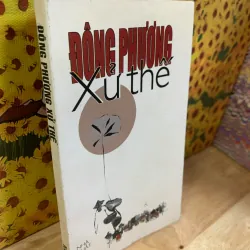 ĐÔNG PHƯƠNG
Xử thế
ĐÔNG PHƯƠNG XỬ THẾ